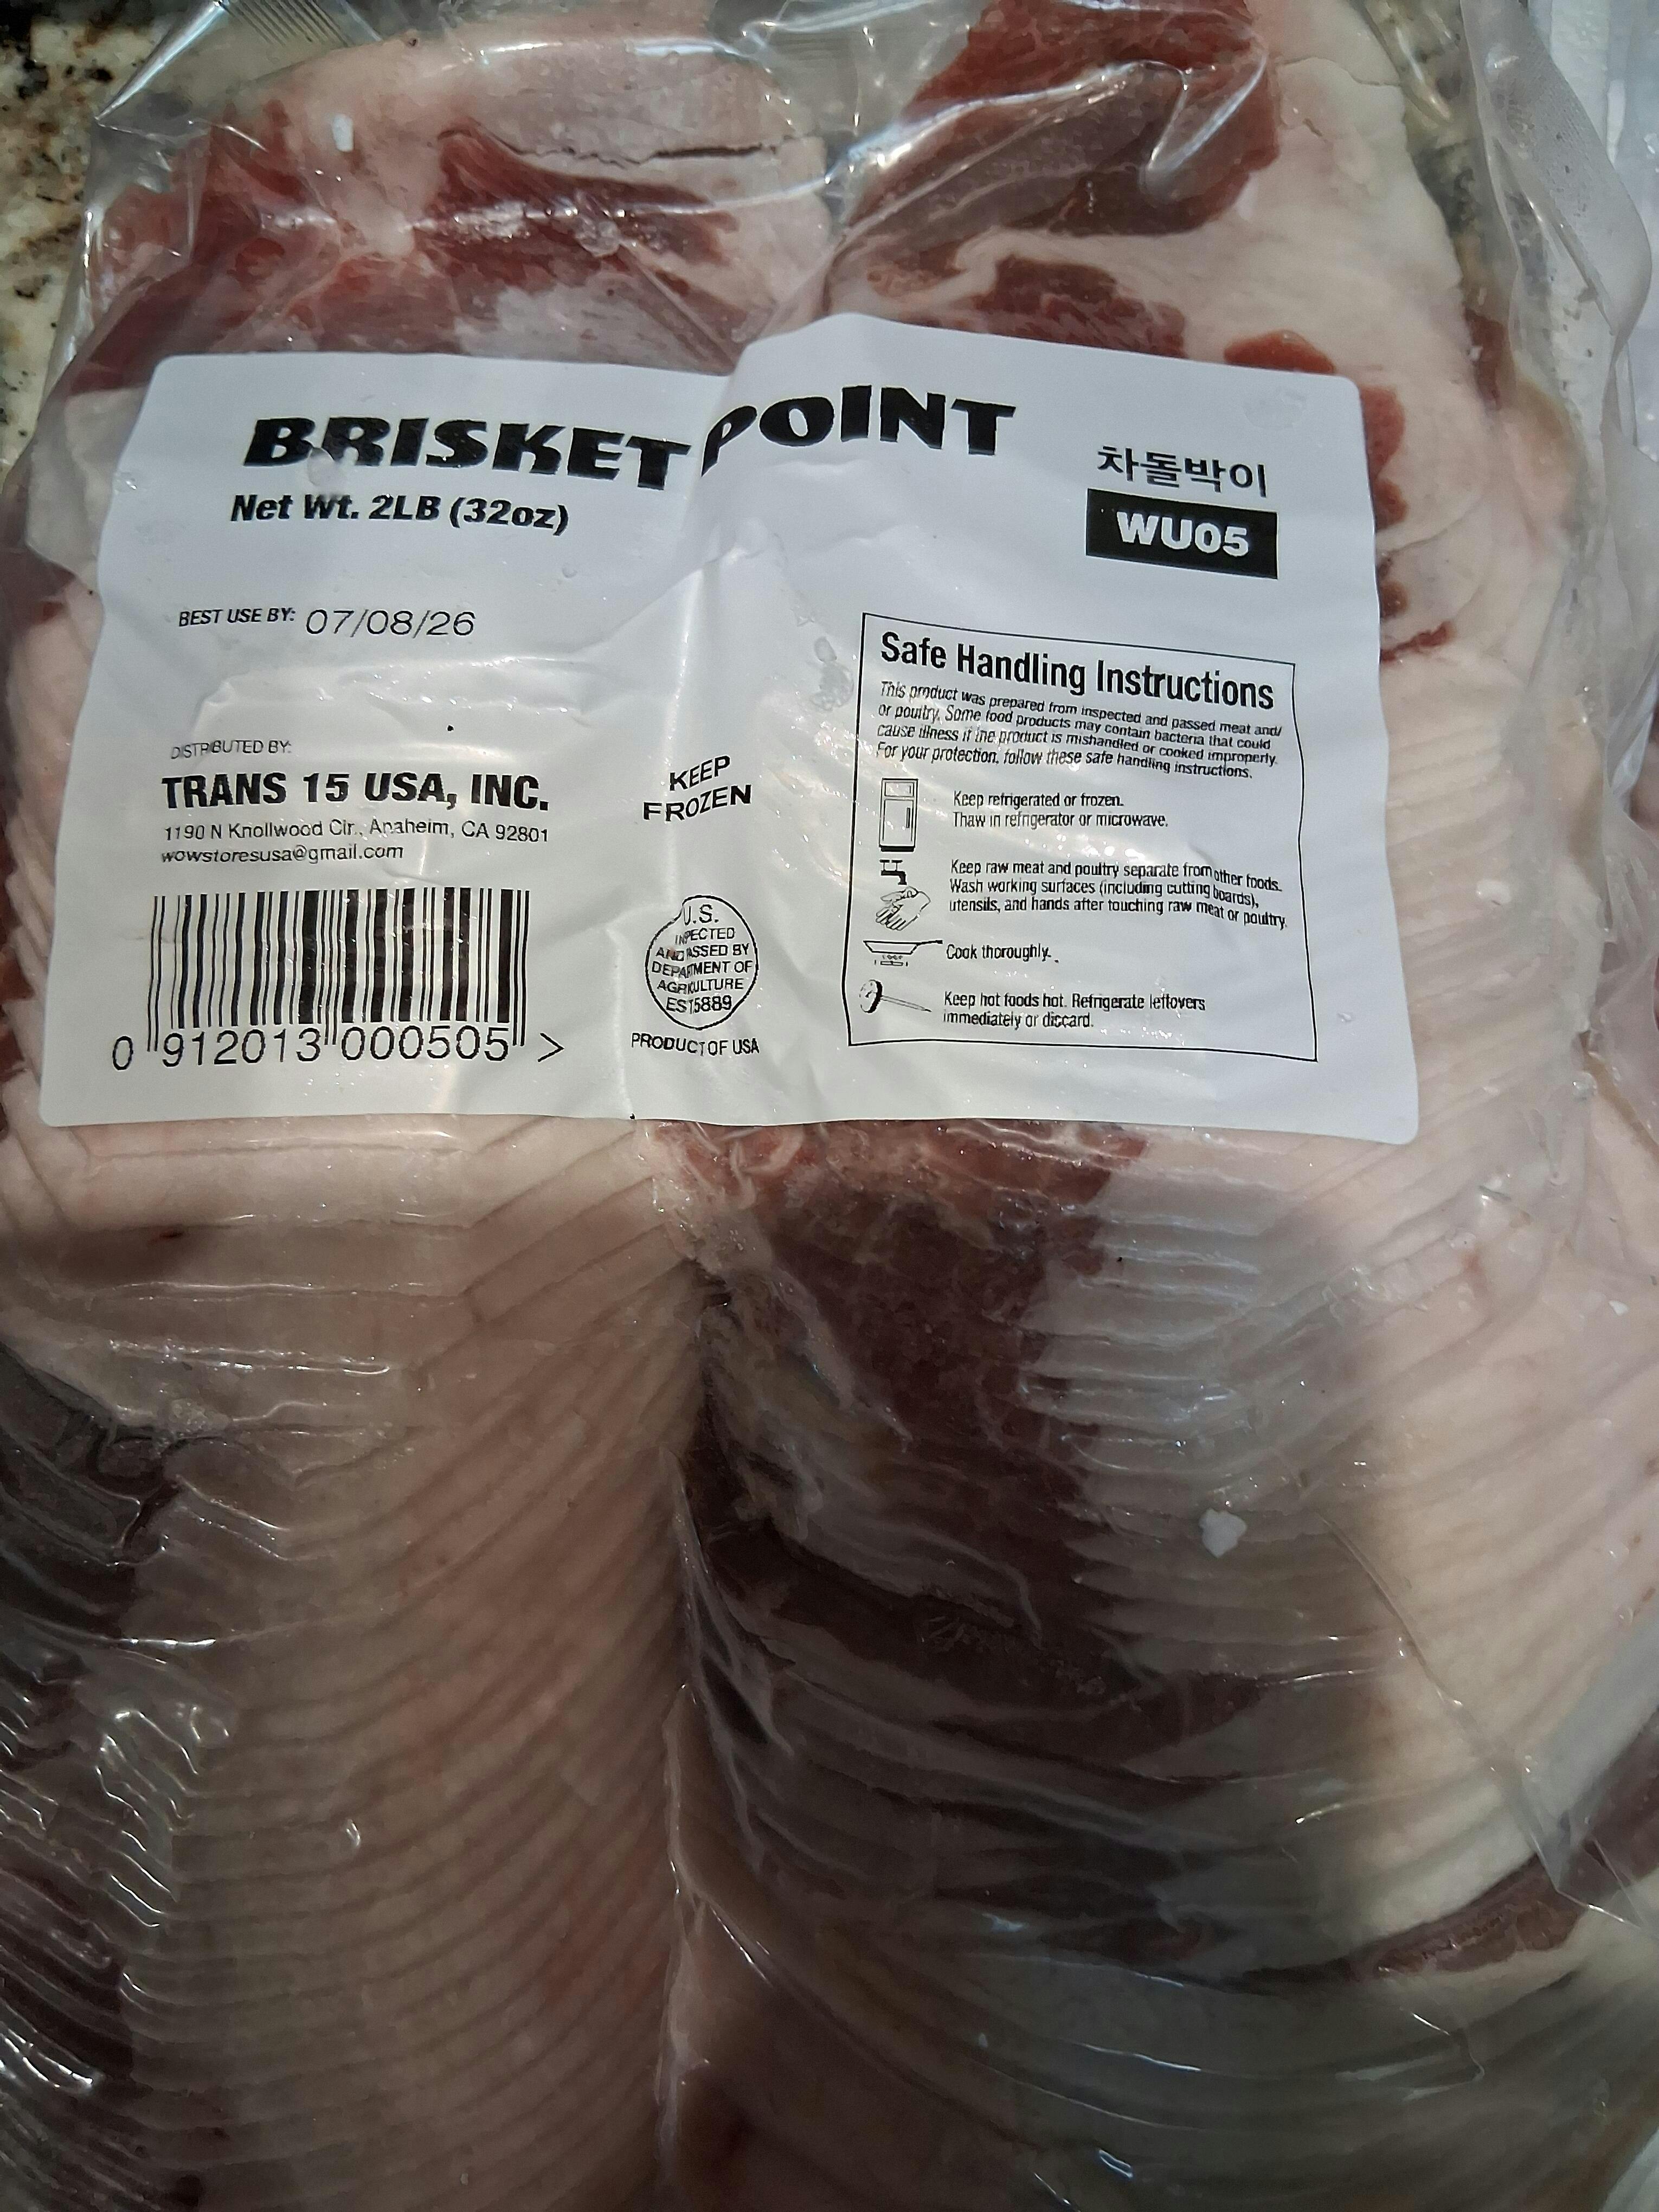 BRISKET POINT
Net Wt. 2LB (32oz)
차돌박이
WU05
BEST USE BY: 07/08/26
DISTRIBUTED BY:
TRANS 15 USA, INC.
1190 N Knollwood Cir., Anaheim, CA 92801
wowstoresusa@gmail.com
0 912013 000505 >
KEEP
FROZEN
U.S.
INSPECTED
AND PASSED BY
DEPARTMENT OF
AGRICULTURE
EST5889
PRODUCT OF USA
Safe Handling Instructions
This product was prepared from inspected and passed meat and/
or poultry. Some food products may contain bacteria that could
cause illness if the product is mishandled or cooked improperly.
For your protection, follow these safe handling instructions.
Keep refrigerated or frozen.
Thaw in refrigerator or microwave.
Keep raw meat and poultry separate from other foods.
Wash working surfaces (including cutting boards),
utensils, and hands after touching raw meat or poultry.
Cook thoroughly.
Keep hot foods hot. Refrigerate leftovers
immediately or discard.